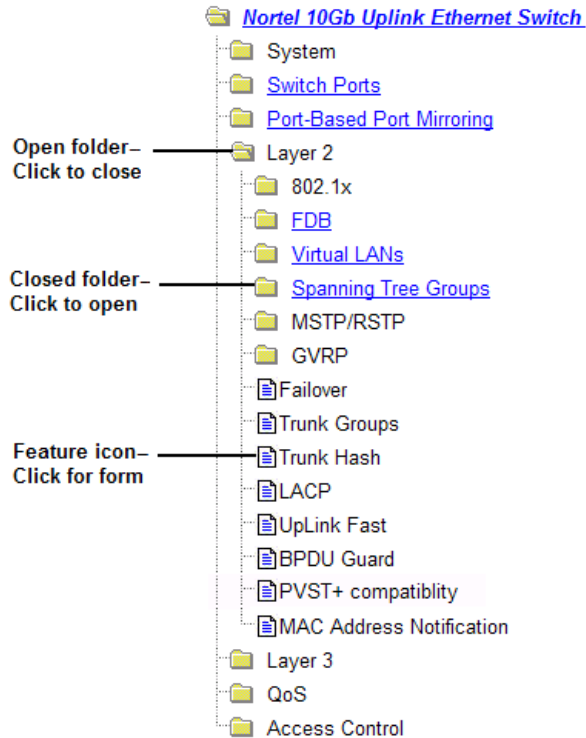 Nortel 10Gb Uplink Ethernet Switch
System
Switch Ports
Port-Based Port Mirroring
Open folder–
Click to close
Layer 2
802.1x
FDB
Virtual LANs
Closed folder–
Click to open
Spanning Tree Groups
MSTP/RSTP
GVRP
Failover
Trunk Groups
Feature icon–
Click for form
Trunk Hash
LACP
UpLink Fast
BPDU Guard
PVST+ compatiblity
MAC Address Notification
Layer 3
QoS
Access Control